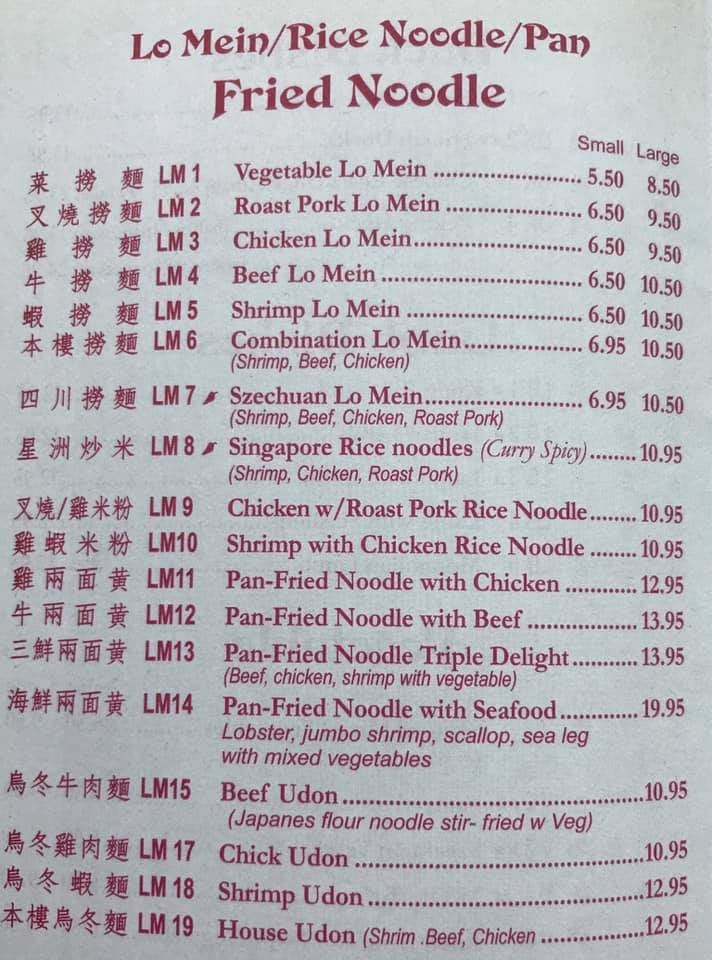 Lo Mein/Rice Noodle/Pan
Fried Noodle
Small Large
菜撈麵 LM 1 Vegetable Lo Mein 5.50 8.50
叉燒撈麵 LM 2 Roast Pork Lo Mein 6.50 9.50
雞撈麵 LM 3 Chicken Lo Mein 6.50 9.50
牛撈麵 LM 4 Beef Lo Mein 6.50 10.50
蝦撈麵 LM 5 Shrimp Lo Mein 6.50 10.50
本樓撈麵 LM 6 Combination Lo Mein 6.95 10.50
(Shrimp, Beef, Chicken)
四川撈麵 LM 7 Szechuan Lo Mein 6.95 10.50
(Shrimp, Beef, Chicken, Roast Pork)
星洲炒米 LM 8 Singapore Rice noodles (Curry Spicy) 10.95
(Shrimp, Chicken, Roast Pork)
叉燒/雞米粉 LM 9 Chicken w/Roast Pork Rice Noodle 10.95
雞蝦米粉 LM10 Shrimp with Chicken Rice Noodle 10.95
雞兩面黃 LM11 Pan-Fried Noodle with Chicken 12.95
牛兩面黃 LM12 Pan-Fried Noodle with Beef 13.95
三鮮兩面黃 LM13 Pan-Fried Noodle Triple Delight 13.95
(Beef, chicken, shrimp with vegetable)
海鮮兩面黃 LM14 Pan-Fried Noodle with Seafood 19.95
Lobster, jumbo shrimp, scallop, sea leg
with mixed vegetables
烏冬牛肉麵 LM15 Beef Udon 10.95
(Japanes flour noodle stir- fried w Veg)
烏冬雞肉麵 LM 17 Chick Udon 10.95
烏冬蝦麵 LM 18 Shrimp Udon 12.95
本樓烏冬麵 LM 19 House Udon (Shrim .Beef, Chicken 12.95